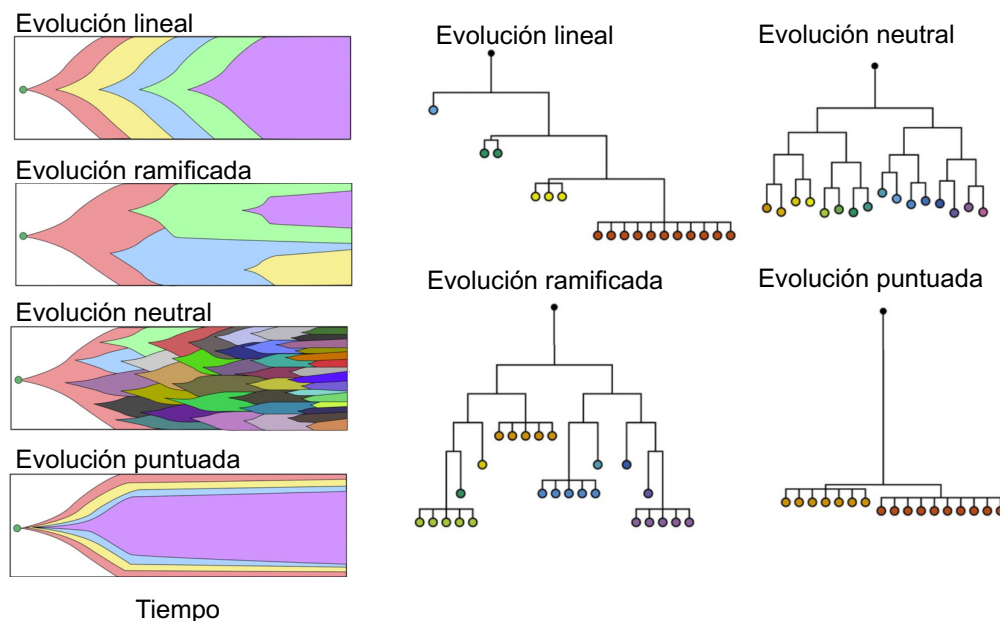 Evolución lineal
Evolución ramificada
Evolución neutral
Evolución puntuada
Tiempo
Evolución lineal
Evolución neutral
Evolución ramificada
Evolución puntuada